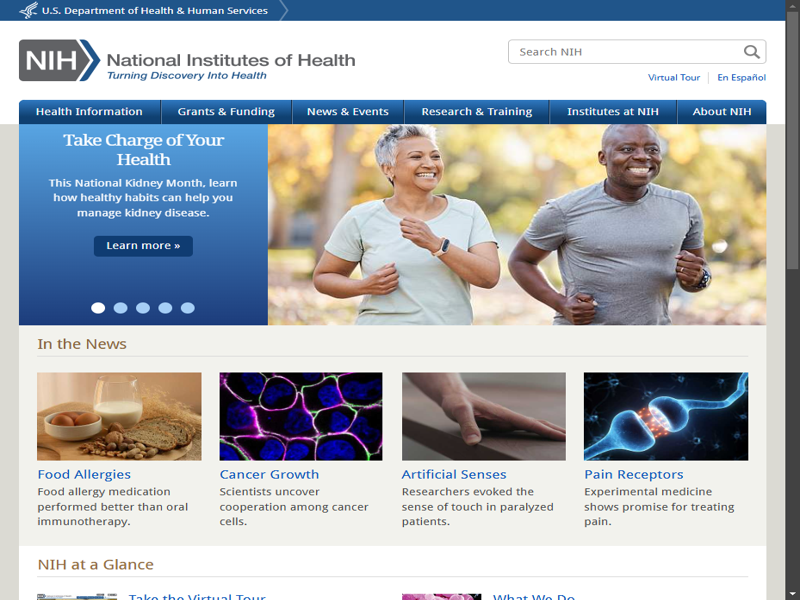 U.S. Department of Health & Human Services
NIH
National Institutes of Health
Turning Discovery Into Health
Search NIH
Virtual Tour
En Español
Health Information
Grants & Funding
News & Events
Research & Training
Institutes at NIH
About NIH
Take Charge of Your
Health
This National Kidney Month, learn
how healthy habits can help you
manage kidney disease.
Learn more »
In the News
Food Allergies
Food allergy medication
performed better than oral
immunotherapy.
Cancer Growth
Scientists uncover
cooperation among cancer
cells.
Artificial Senses
Researchers evoked the
sense of touch in paralyzed
patients.
Pain Receptors
Experimental medicine
shows promise for treating
pain.
NIH at a Glance
Take the Virtual Tour
What We Do